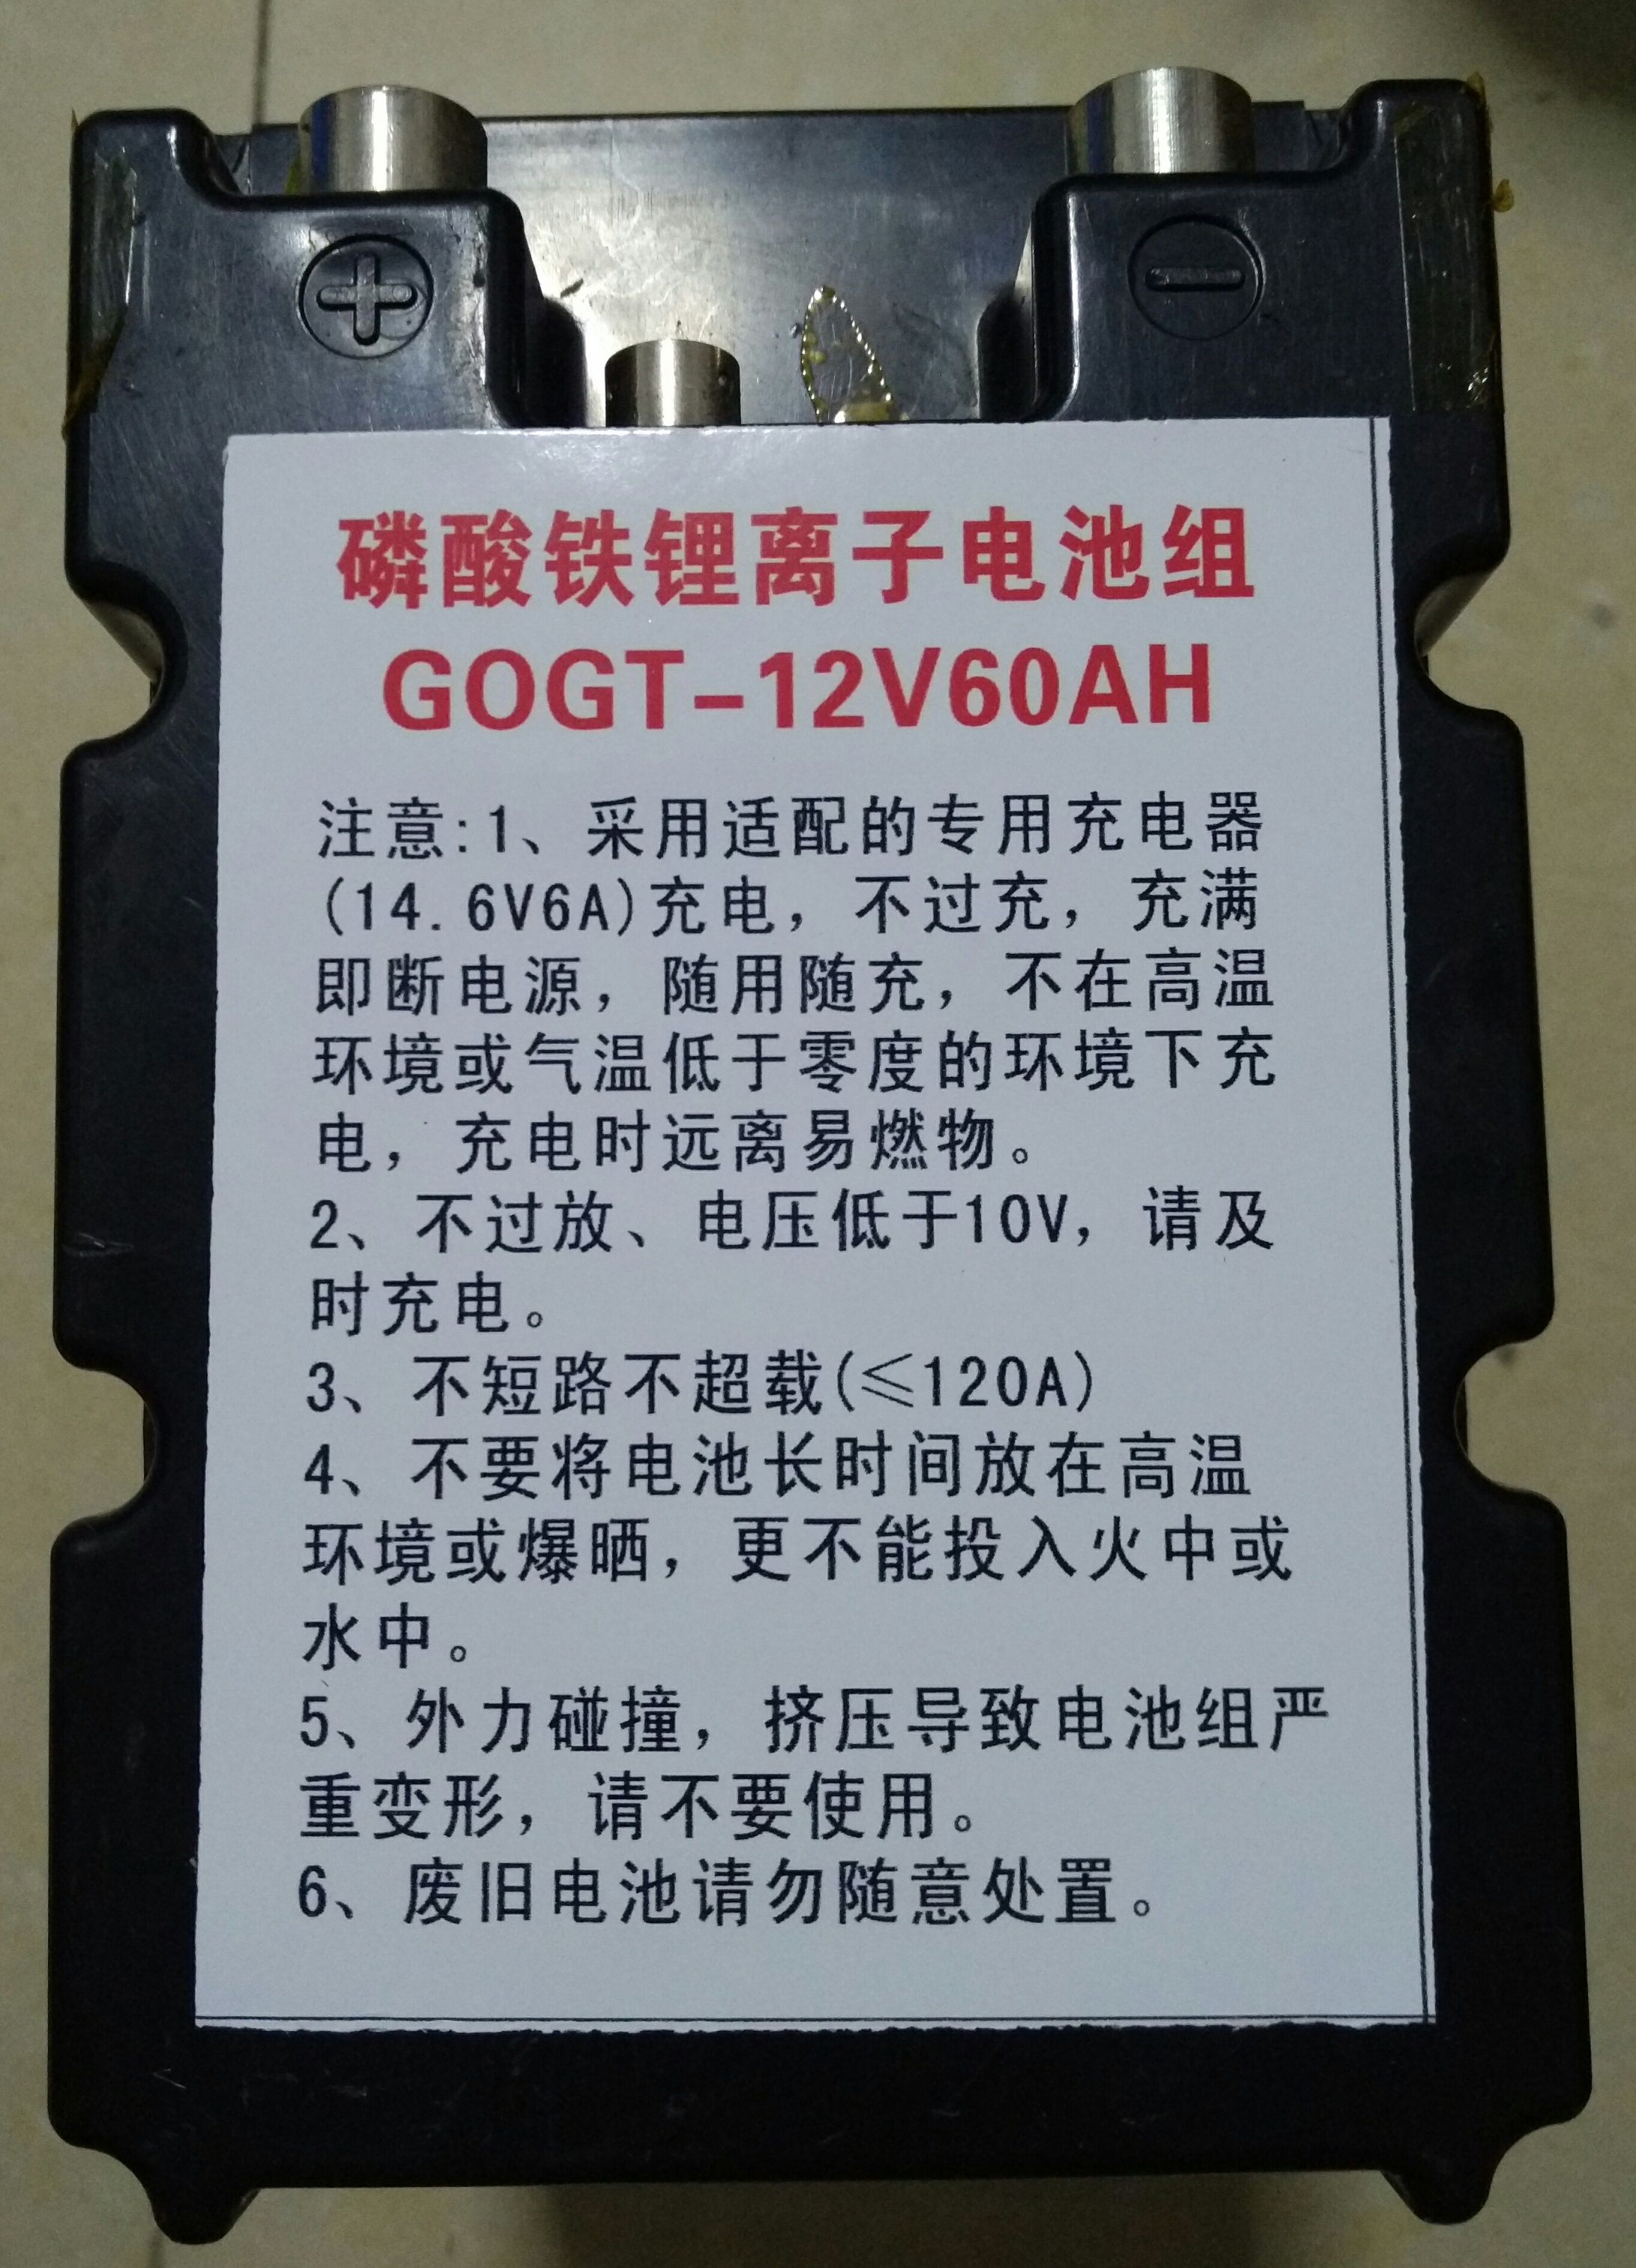 磷酸铁锂离子电池组
GOGT-12V60AH
注意:1、采用适配的专用充电器
(14.6V6A)充电，不过充，充满
即断电源，随用随充，不在高温
环境或气温低于零度的环境下充
电，充电时远离易燃物。
2、不过放、电压低于10V，请及
时充电。
3、不短路不超载(≤120A)
4、不要将电池长时间放在高温
环境或爆晒，更不能投入火中或
水中。
5、外力碰撞，挤压导致电池组严
重变形，请不要使用。
6、废旧电池请勿随意处置。